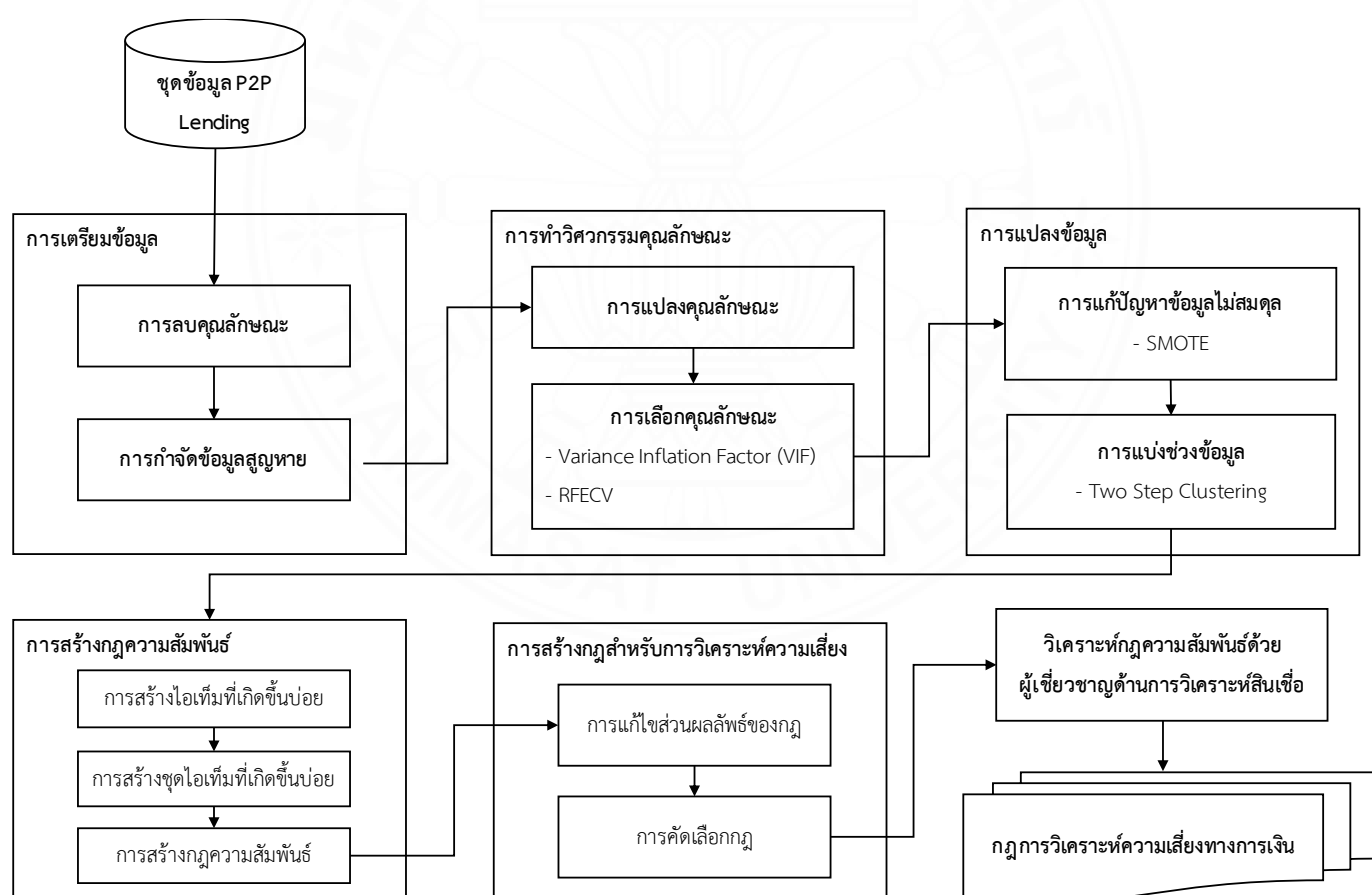 ชุดข้อมูล P2P
Lending
การเตรียมข้อมูล
การลบคุณลักษณะ
การกำจัดข้อมูลสูญหาย
การทำวิศวกรรมคุณลักษณะ
การแปลงคุณลักษณะ
การเลือกคุณลักษณะ
- Variance Inflation Factor (VIF)
- RFECV
การแปลงข้อมูล
การแก้ปัญหาข้อมูลไม่สมดุล
- SMOTE
การแบ่งช่วงข้อมูล
- Two Step Clustering
การสร้างกฎความสัมพันธ์
การสร้างไอเท็มที่เกิดขึ้นบ่อย
การสร้างชุดไอเท็มที่เกิดขึ้นบ่อย
การสร้างกฎความสัมพันธ์
การสร้างกฎสำหรับการวิเคราะห์ความเสี่ยง
การแก้ไขส่วนผลลัพธ์ของกฎ
การคัดเลือกกฎ
วิเคราะห์กฎความสัมพันธ์ด้วย
ผู้เชี่ยวชาญด้านการวิเคราะห์สินเชื่อ
กฎการวิเคราะห์ความเสี่ยงทางการเงิน
THAMMASAT UNIVERSITY